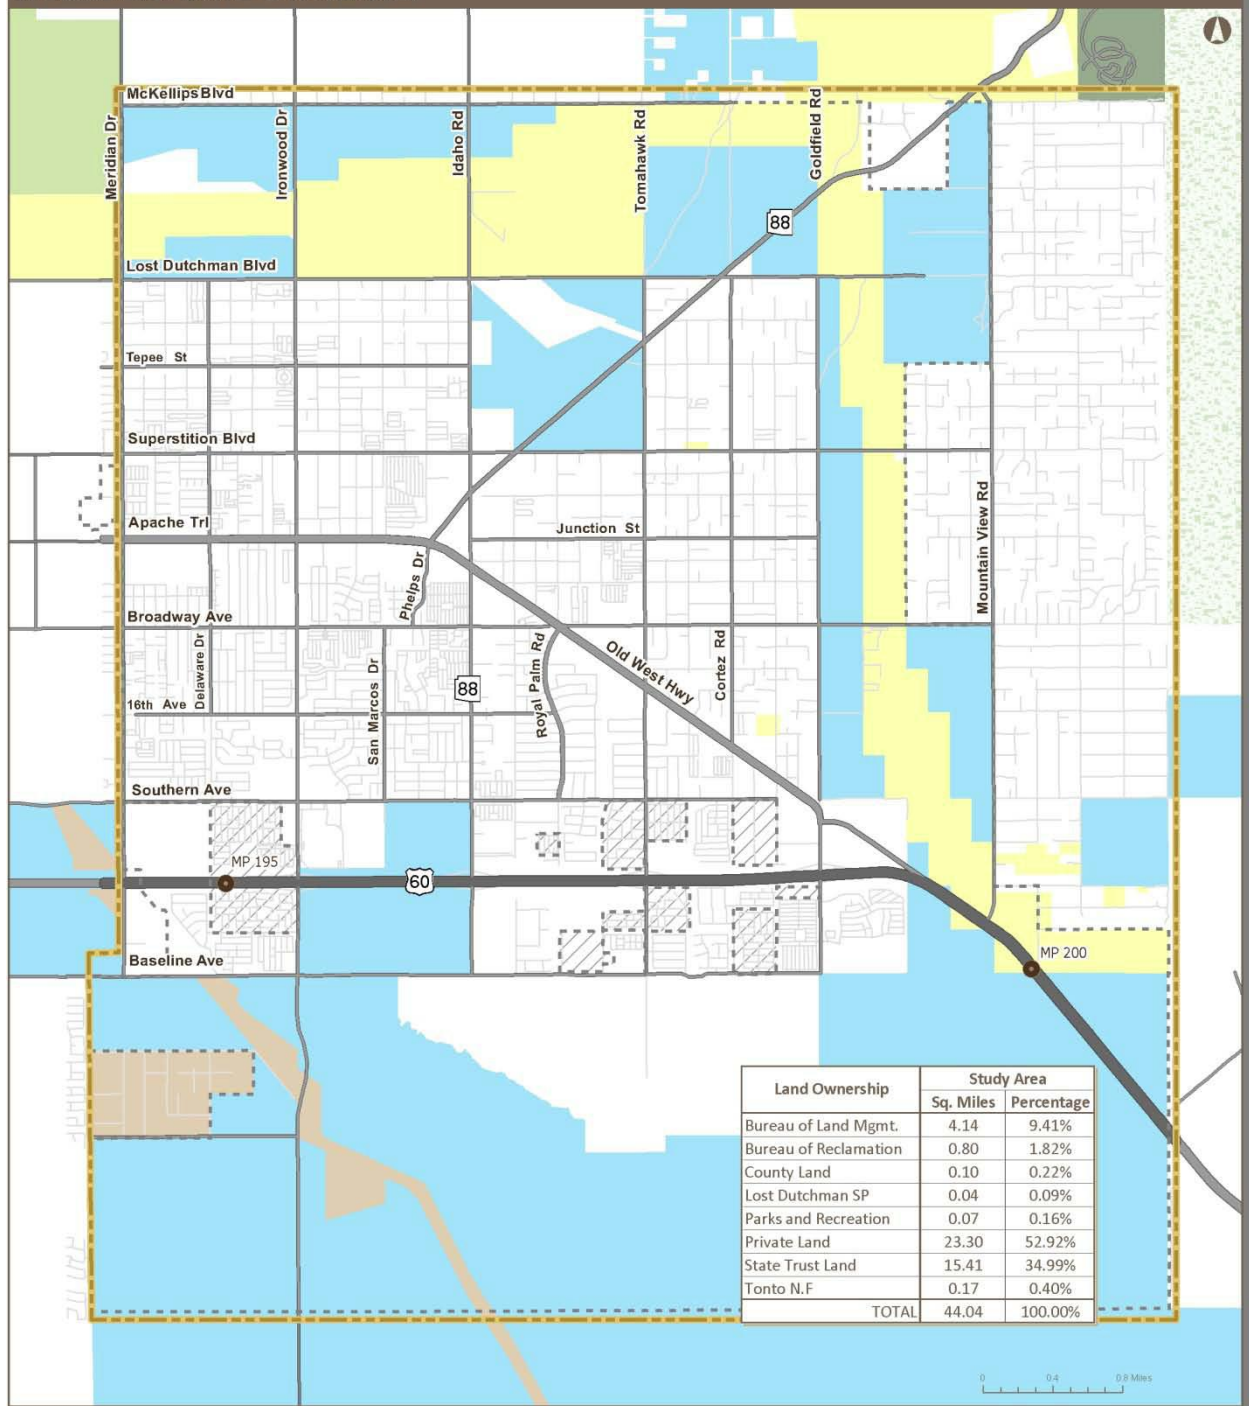 McKellips Blvd
Meridian Dr
Ironwood Dr
Idaho Rd
Tomahawk Rd
Goldfield Rd
88
Lost Dutchman Blvd
Tepee St
Superstition Blvd
Apache Trl
Junction St
Phelps Dr
Mountain View Rd
Broadway Ave
Delaware Dr
San Marcos Dr
88
Royal Palm Rd
Old West Hwy
Cortez Rd
16th Ave
Southern Ave
MP 195
60
Baseline Ave
MP 200
Land Ownership Study Area
Sq. Miles Percentage
Bureau of Land Mgmt. 4.14 9.41%
Bureau of Reclamation 0.80 1.82%
County Land 0.10 0.22%
Lost Dutchman SP 0.04 0.09%
Parks and Recreation 0.07 0.16%
Private Land 23.30 52.92%
State Trust Land 15.41 34.99%
Tonto N.F 0.17 0.40%
TOTAL 44.04 100.00%
0 0.4 0.8 Miles